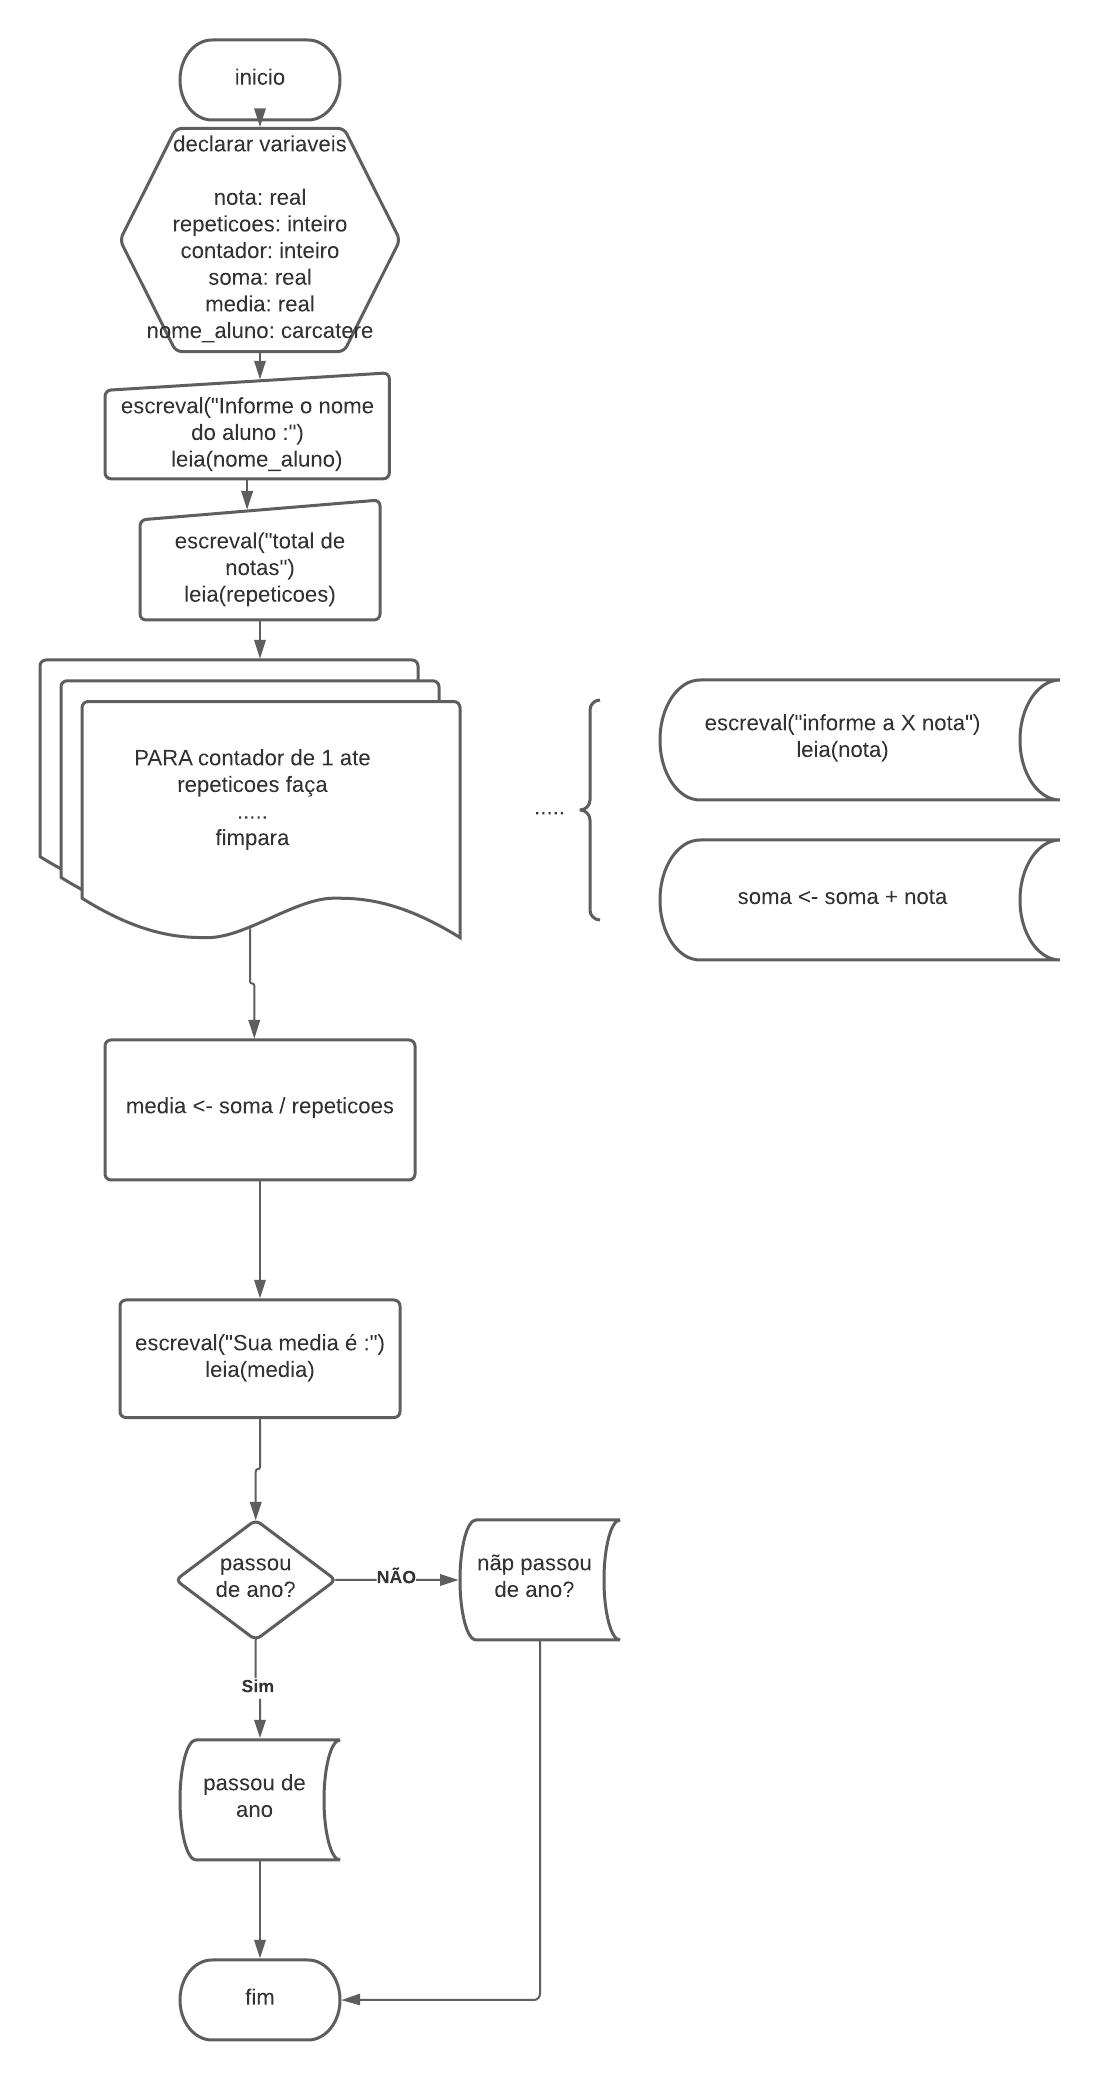 inicio
declarar variaveis
nota: real
repeticoes: inteiro
contador: inteiro
soma: real
media: real
nome_aluno: carcatere
escreval("Informe o nome
do aluno :")
leia(nome_aluno)
escreval("total de
notas")
leia(repeticoes)
PARA contador de 1 ate
repeticoes faça
.....
fimpara
.....
escreval("informe a X nota")
leia(nota)
soma <- soma + nota
media <- soma / repeticoes
escreval("Sua media é :")
leia(media)
passou
de ano?
NÃO
nãp passou
de ano?
Sim
passou de
ano
fim